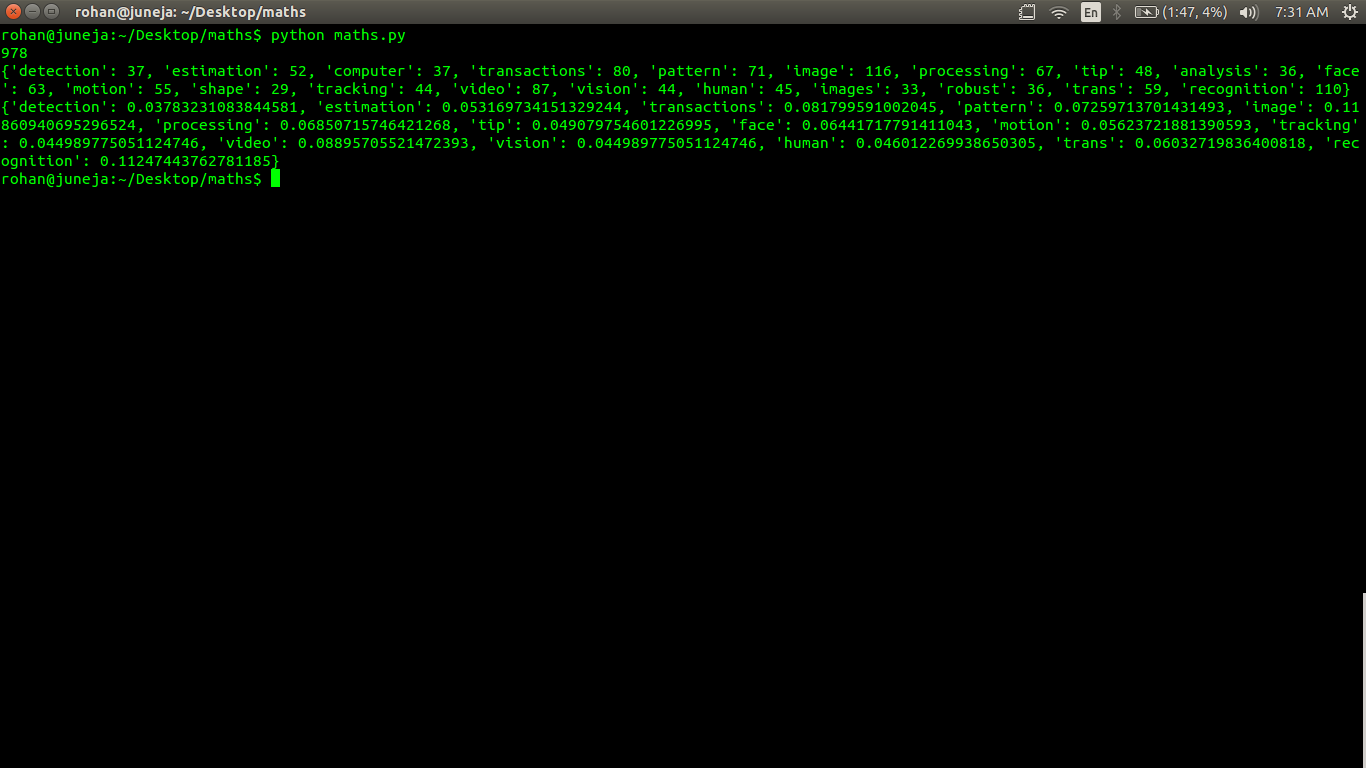 rohan@juneja: ~/Desktop/maths
En
(1:47, 4%)
7:31 AM
rohan@juneja:~/Desktop/maths$ python maths.py
978
{'detection': 37, 'estimation': 52, 'computer': 37, 'transactions': 80, 'pattern': 71, 'image': 116, 'processing': 67, 'tip': 48, 'analysis': 36, 'face
': 63, 'motion': 55, 'shape': 29, 'tracking': 44, 'video': 87, 'vision': 44, 'human': 45, 'images': 33, 'robust': 36, 'trans': 59, 'recognition': 110}
{'detection': 0.03783231083844581, 'estimation': 0.053169734151329244, 'transactions': 0.081799591002045, 'pattern': 0.07259713701431493, 'image': 0.11
860940695296524, 'processing': 0.06850715746421268, 'tip': 0.049079754601226995, 'face': 0.06441717791411043, 'motion': 0.05623721881390593, 'tracking'
: 0.044989775051124746, 'video': 0.08895705521472393, 'vision': 0.044989775051124746, 'human': 0.046012269938650305, 'trans': 0.06032719836400818, 'rec
ognition': 0.11247443762781185}
rohan@juneja:~/Desktop/maths$